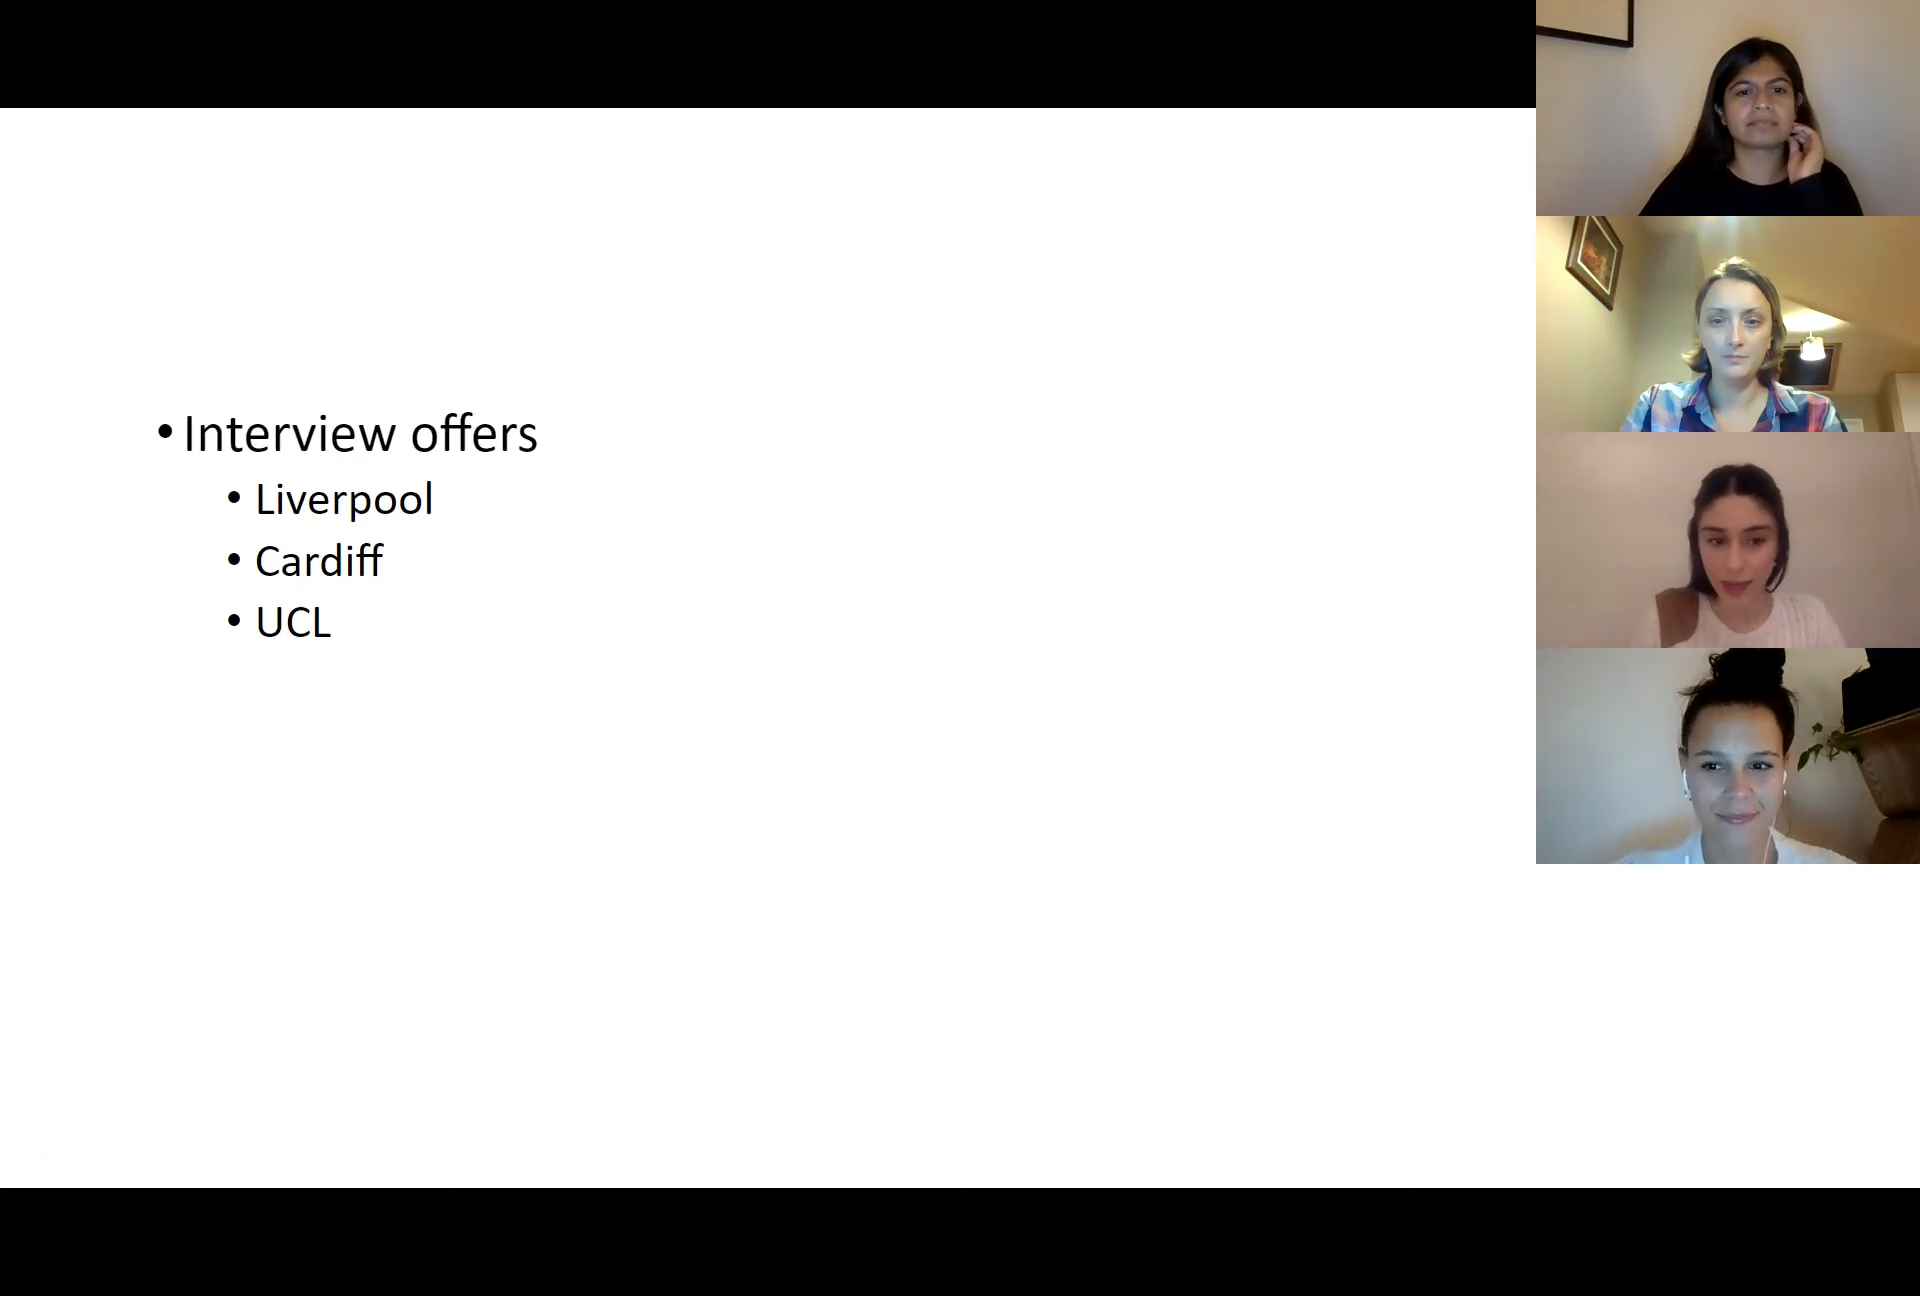 • Interview offers
• Liverpool
• Cardiff
• UCL